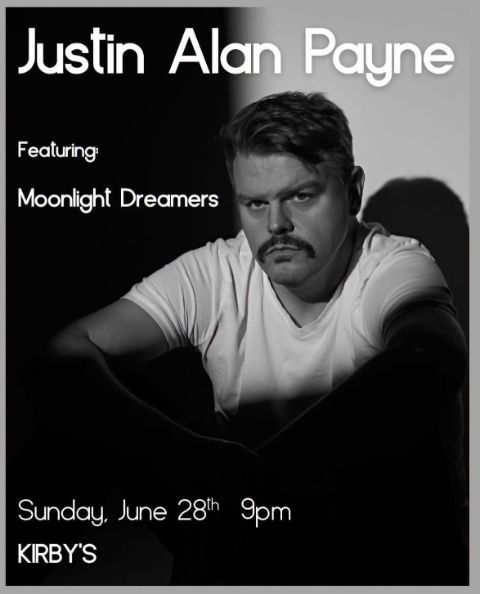 Justin Alan Payne
Featuring:
Moonlight Dreamers
Sunday, June 28th 9pm
KIRBY'S